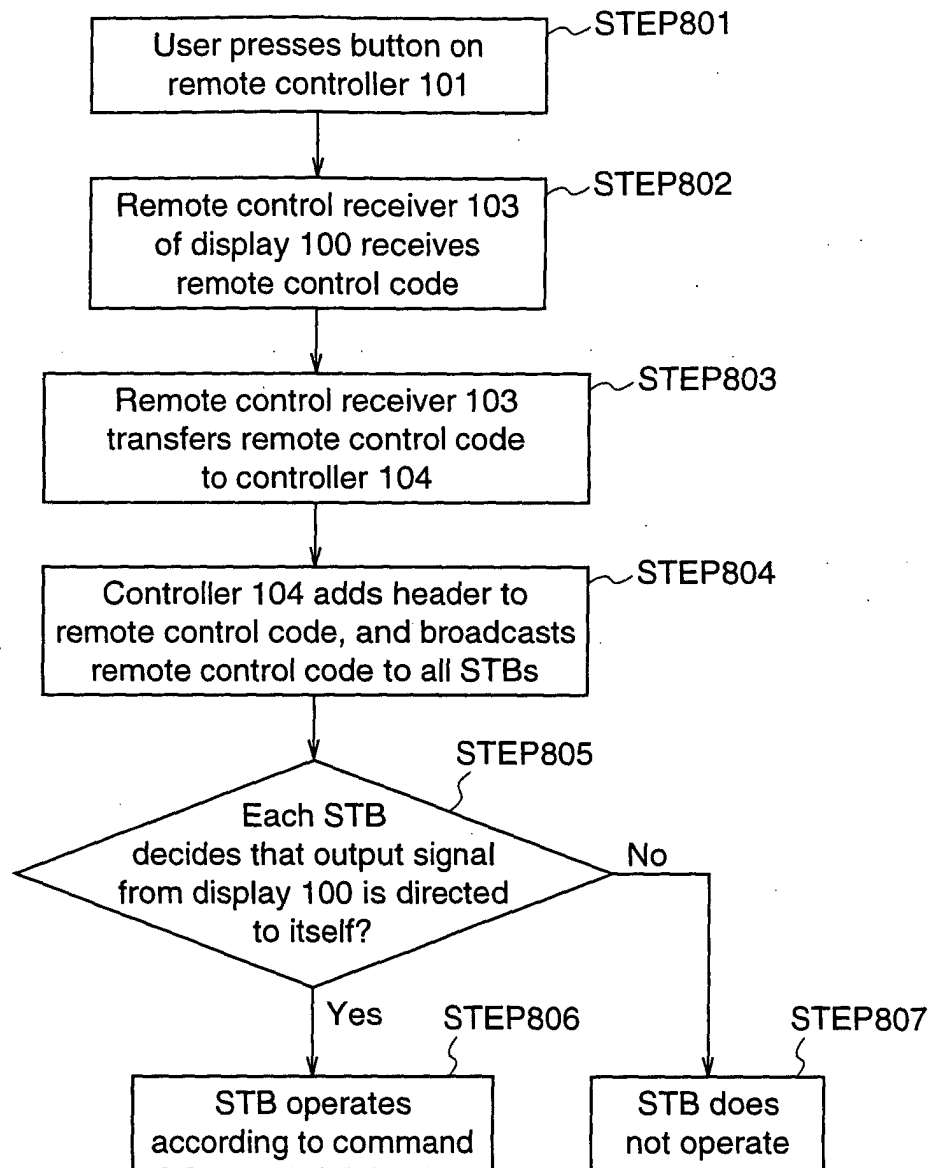 STEP801
User presses button on
remote controller 101
STEP802
Remote control receiver 103
of display 100 receives
remote control code
STEP803
Remote control receiver 103
transfers remote control code
to controller 104
STEP804
Controller 104 adds header to
remote control code, and broadcasts
remote control code to all STBs
STEP805
Each STB
decides that output signal
from display 100 is directed
to itself?
No
Yes
STEP806
STEP807
STB operates
according to command
STB does
not operate